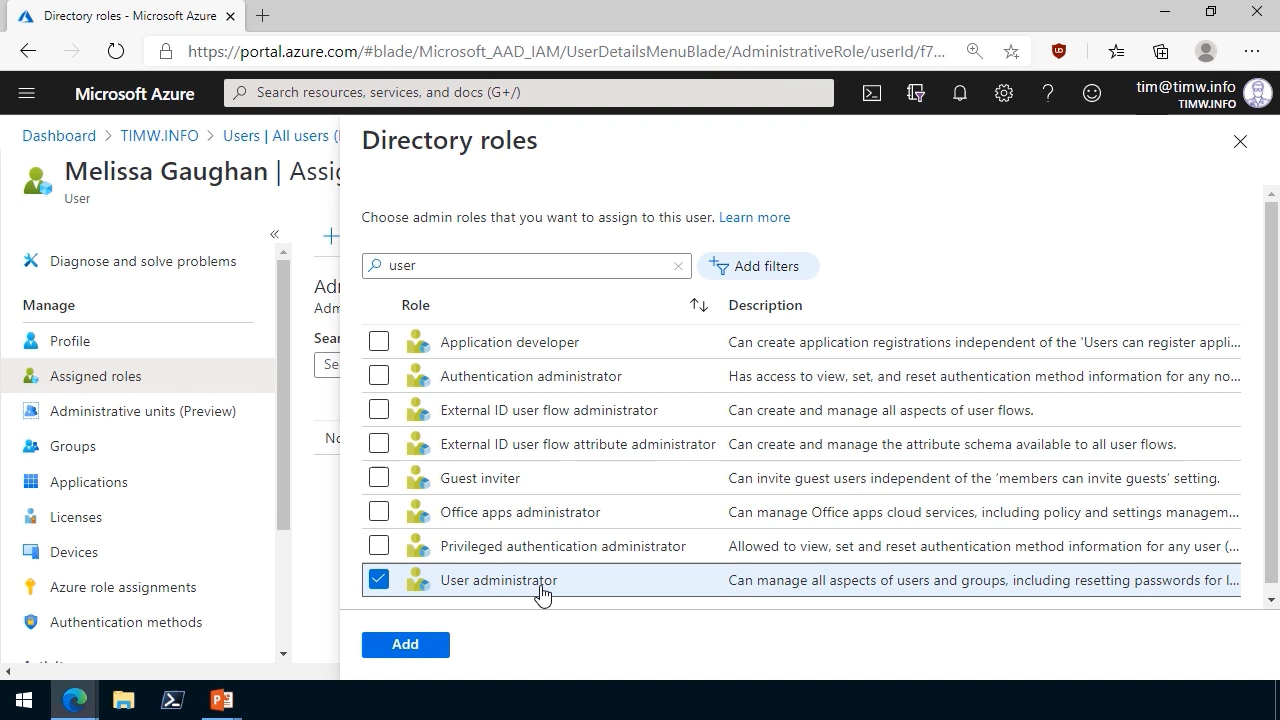 Directory roles - Microsoft Azure
https://portal.azure.com/#blade/Microsoft_AAD_IAM/UserDetailsMenuBlade/AdministrativeRole/userId/f7...
Microsoft Azure
Search resources, services, and docs (G+/)
tim@timw.info
TIMW.INFO
Dashboard > TIMW.INFO > Users | All users (
Melissa Gaughan | Assig
User
Diagnose and solve problems
Manage
Profile
Assigned roles
Administrative units (Preview)
Groups
Applications
Licenses
Devices
Azure role assignments
Authentication methods
Directory roles
Choose admin roles that you want to assign to this user. Learn more
user
Add filters
Role Description
Application developer Can create application registrations independent of the 'Users can register appli...
Authentication administrator Has access to view, set, and reset authentication method information for any no...
External ID user flow administrator Can create and manage all aspects of user flows.
External ID user flow attribute administrator Can create and manage the attribute schema available to all user flows.
Guest inviter Can invite guest users independent of the 'members can invite guests' setting.
Office apps administrator Can manage Office apps cloud services, including policy and settings managem...
Privileged authentication administrator Allowed to view, set and reset authentication method information for any user (...
User administrator Can manage all aspects of users and groups, including resetting passwords for l...
Add